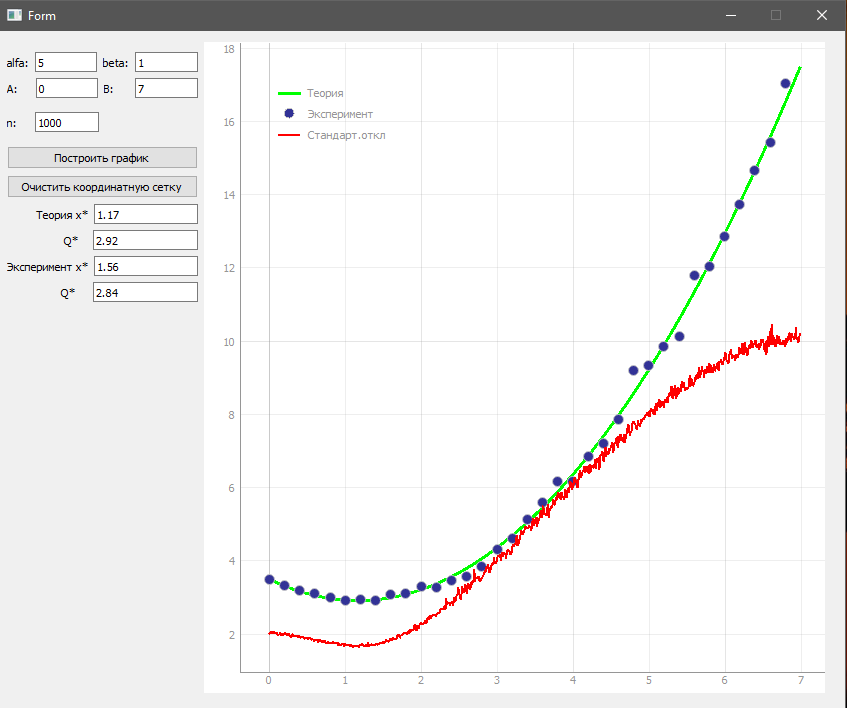 Form
alfa: 5 beta: 1
A: 0 B: 7
n: 1000
Построить график
Очистить координатную сетку
Теория x* 1.17
Q* 2.92
Эксперимент x* 1.56
Q* 2.84
18
16
14
12
10
8
6
4
2
Теория
Эксперимент
Стандарт.откл
0 1 2 3 4 5 6 7